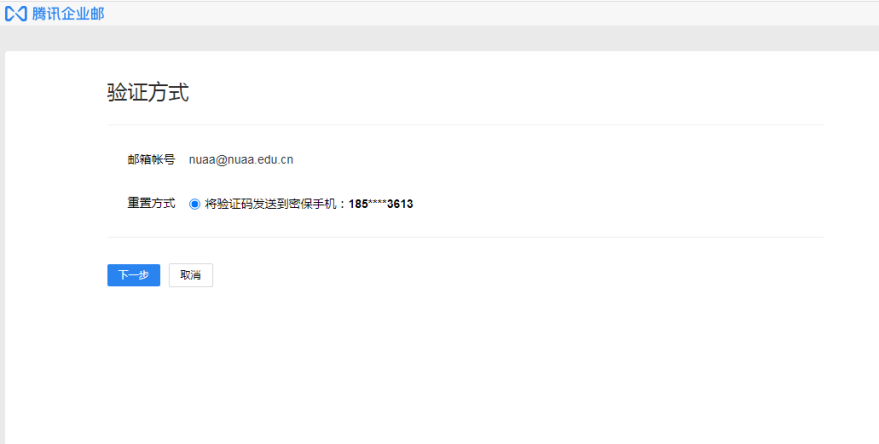 腾讯企业邮
验证方式
邮箱帐号 nuaa@nuaa.edu.cn
重置方式 将验证码发送到密保手机：185****3613
下一步 取消